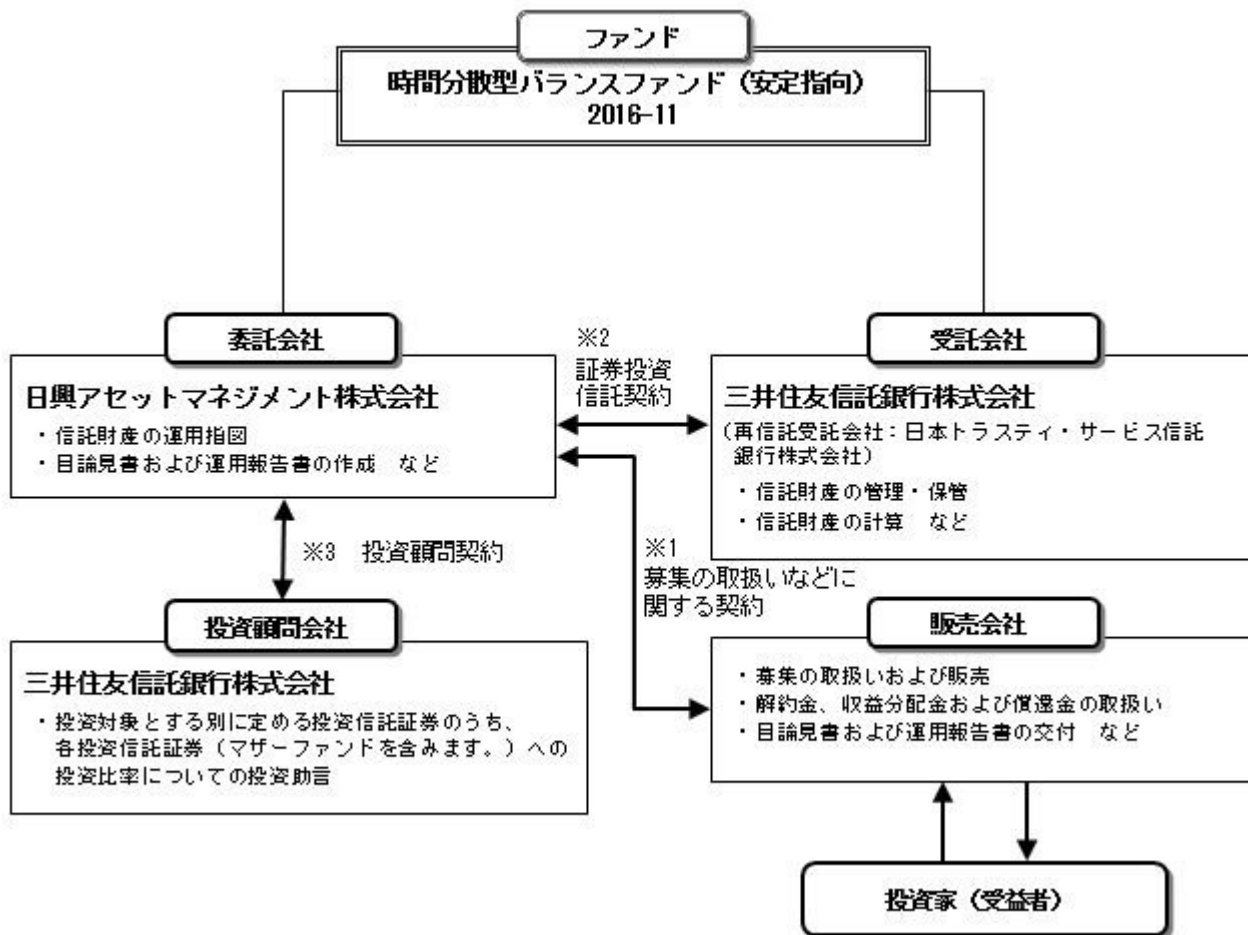 ファンド
時間分散型バランスファンド（安定指向）
2016-11
委託会社
日興アセットマネジメント株式会社
・信託財産の運用指図
・目論見書および運用報告書の作成　など
※2
証券投資
信託契約
受託会社
三井住友信託銀行株式会社
（再信託受託会社：日本トラスティ・サービス信託
銀行株式会社）
・信託財産の管理・保管
・信託財産の計算　など
※3　投資顧問契約
※1
募集の取扱いなどに
関する契約
投資顧問会社
三井住友信託銀行株式会社
・投資対象とする別に定める投資信託証券のうち、
各投資信託証券（マザーファンドを含みます。）への
投資比率についての投資助言
販売会社
・募集の取扱いおよび販売
・解約金、収益分配金および償還金の取扱い
・目論見書および運用報告書の交付　など
投資家（受益者）